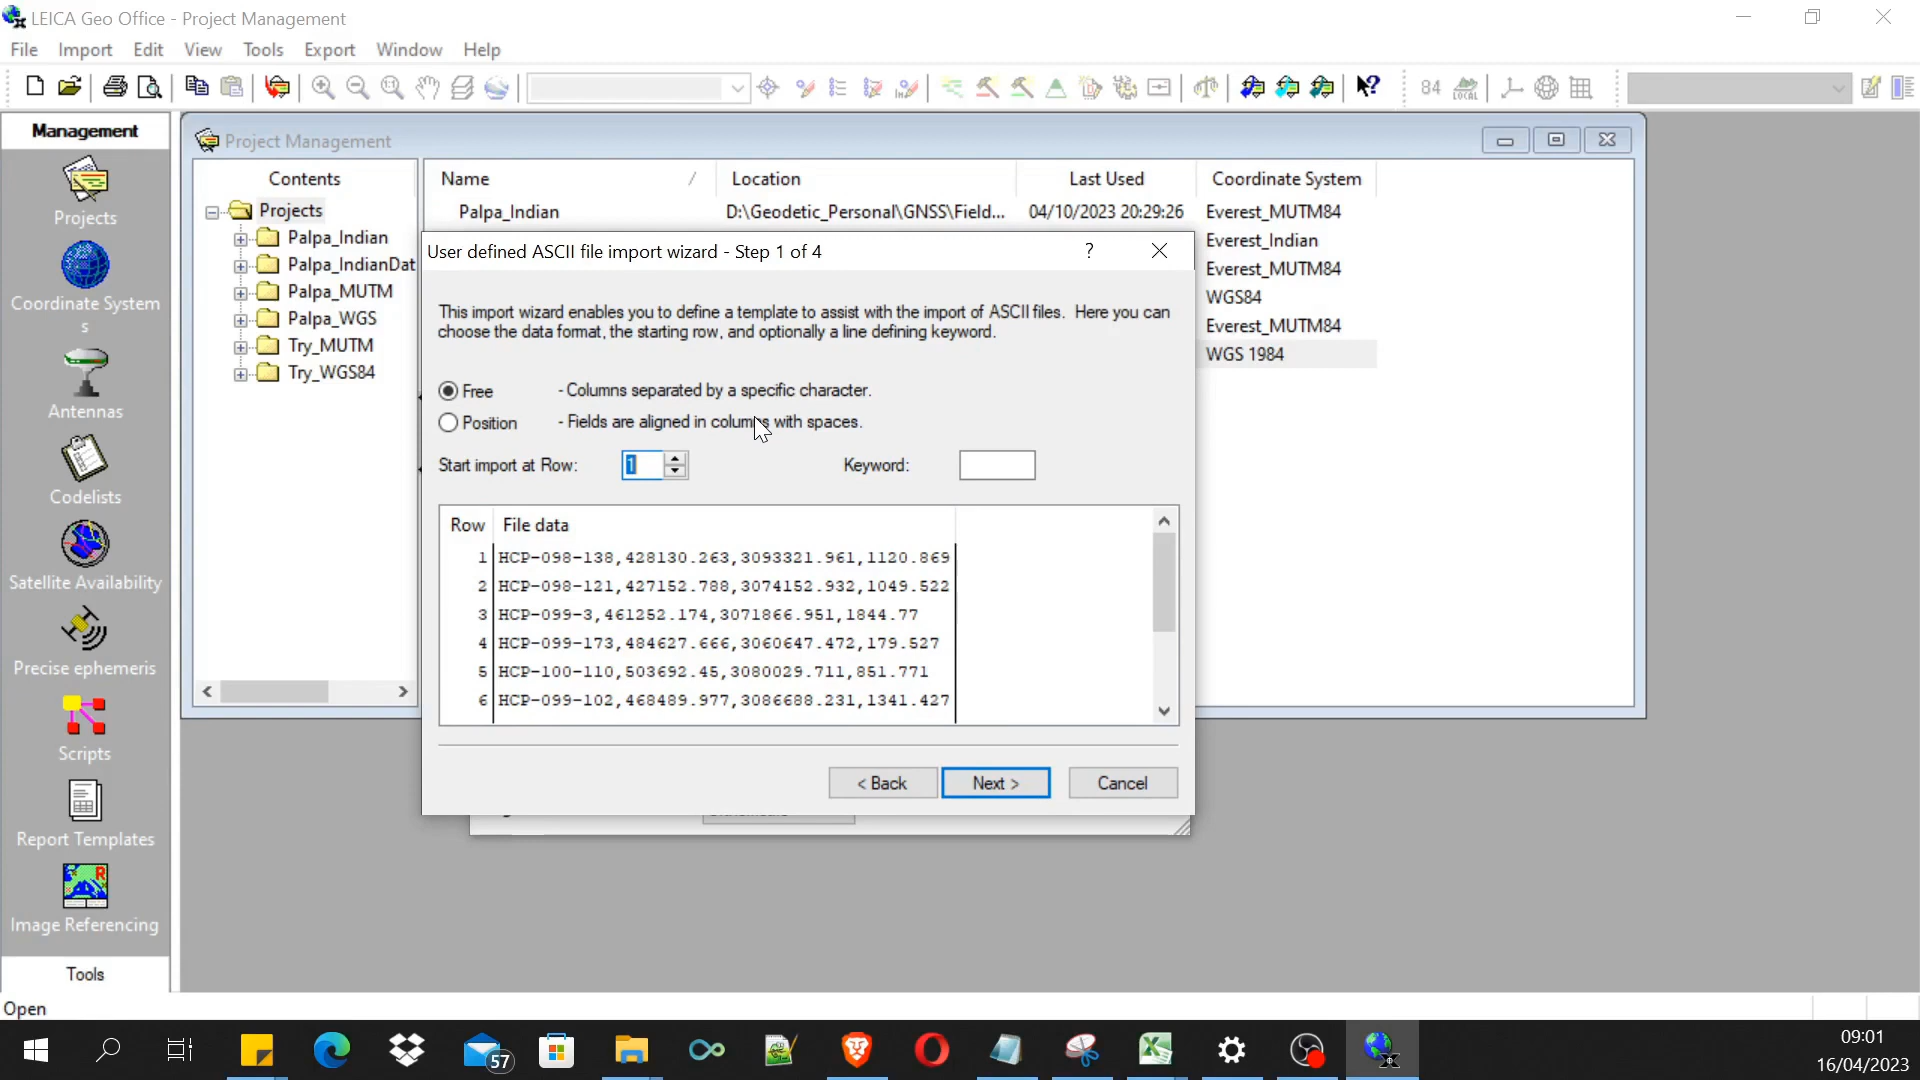 LEICA Geo Office - Project Management
File Import Edit View Tools Export Window Help
84
LOCAL
Management
Projects
Coordinate System
s
Antennas
Codelists
Satellite Availability
Precise ephemeris
Scripts
Report Templates
R
Image Referencing
Tools
Project Management
Contents
Projects
Palpa_Indian
Palpa_IndianDat
Palpa_MUTM
Palpa_WGS
Try_MUTM
Try_WGS84
Name / Location Last Used Coordinate System
Palpa_Indian D:\Geodetic_Personal\GNSS\Field... 04/10/2023 20:29:26 Everest_MUTM84
Everest_Indian
Everest_MUTM84
WGS84
Everest_MUTM84
WGS 1984
User defined ASCII file import wizard - Step 1 of 4 ?
This import wizard enables you to define a template to assist with the import of ASCII files. Here you can
choose the data format, the starting row, and optionally a line defining keyword.
Free - Columns separated by a specific character.
Position - Fields are aligned in columns with spaces.
Start import at Row: 1 Keyword:
Row File data
1 HCP-098-138,428130.263,3093321.961,1120.869
2 HCP-098-121,427152.788,3074152.932,1049.522
3 HCP-099-3,461252.174,3071866.951,1844.77
4 HCP-099-173,484627.666,3060647.472,179.527
5 HCP-100-110,503692.45,3080029.711,851.771
6 HCP-099-102,468489.977,3086688.231,1341.427
< Back Next > Cancel
Open
57
09:01
16/04/2023